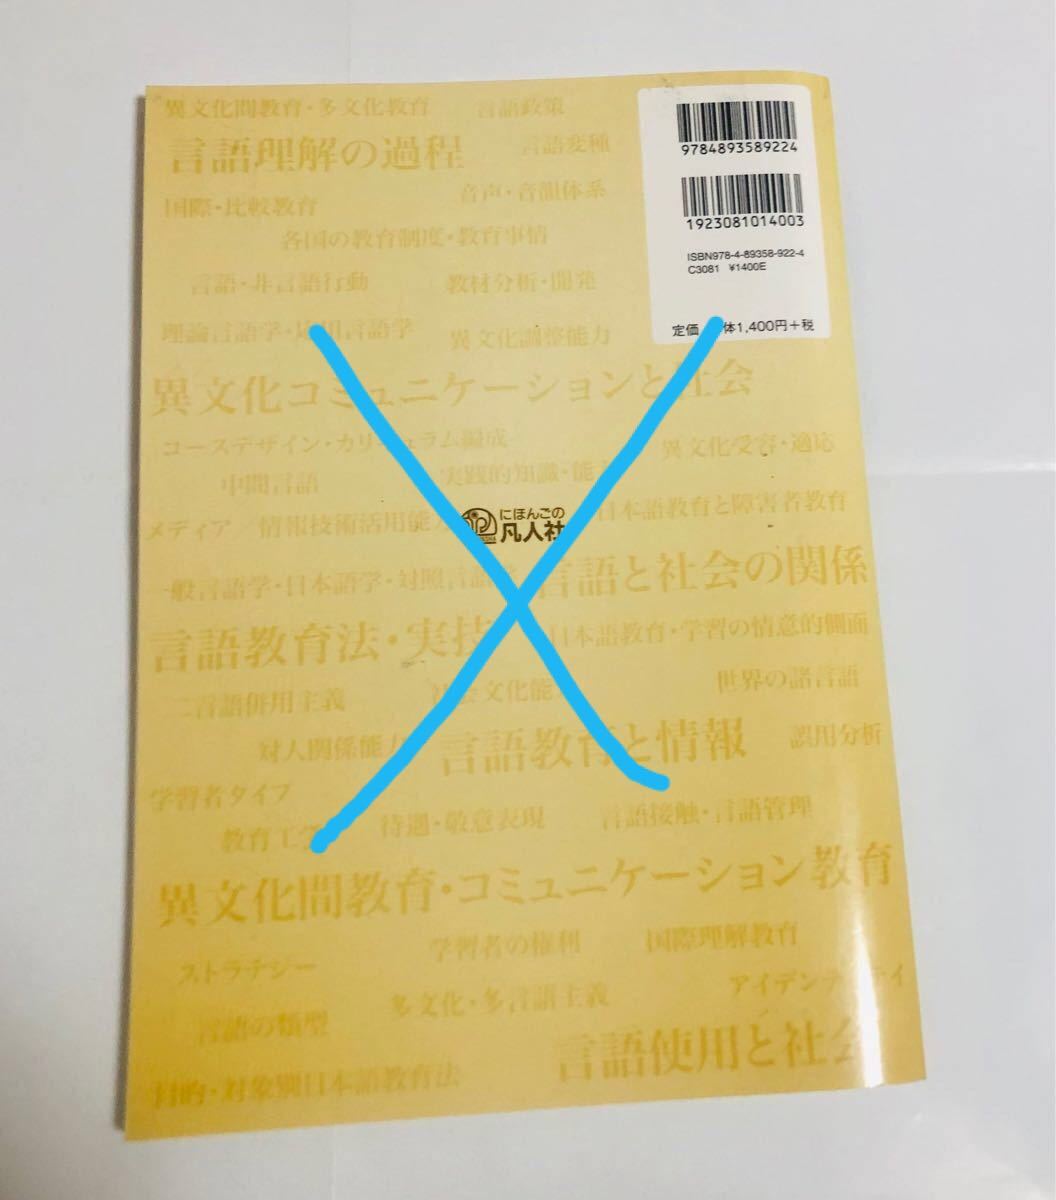 異文化間教育・多文化教育 言語政策
言語理解の過程 言語変種
国際・比較教育 音声・音韻体系
各国の教育制度・教育事情
言語・非言語行動 教材分析・開発
理論言語学・応用言語学 異文化調整能力
9784893589224
1923081014003
ISBN978-4-89358-922-4
C3081 ¥1400E
定価 体1,400円+税
異文化コミュニケーションと社会
コースデザイン・カリキュラム編成 異文化受容・適応
中間言語 実践的知識・能
メディア 情報技術活用能力 日本語教育と障害者教育
にほんごの
凡人社
一般言語学・日本語学・対照言語 言語と社会の関係
言語教育法・実技 日本語教育・学習の情意的側面
二言語併用主義 社会文化能 世界の諸言語
対人関係能力 言語教育と情報 誤用分析
学習者タイプ
教育工学 待遇・敬意表現 言語接触・言語管理
異文化間教育・コミュニケーション教育
学習者の権利 国際理解教育
ストラテジー アイデンティティ
多文化・多言語主義
言語の類型
言語使用と社会
目的・対象別日本語教育法